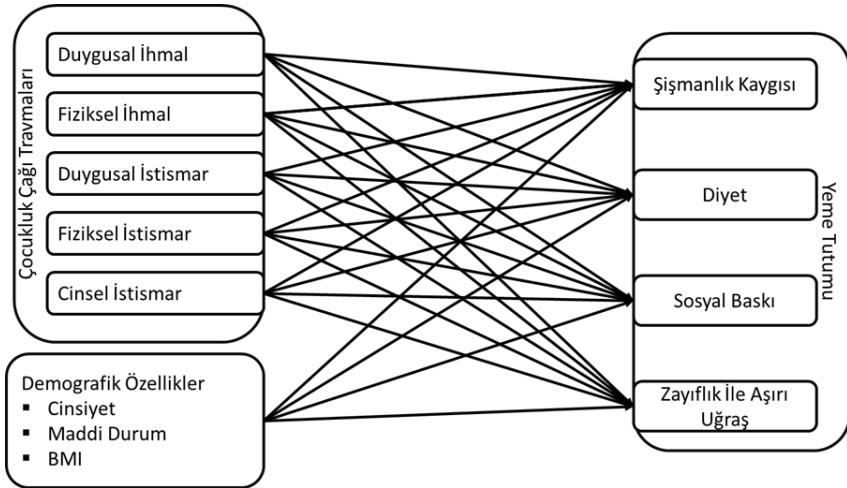 Çocukluk Çağı Travmaları
Duygusal İhmal
Fiziksel İhmal
Duygusal İstismar
Fiziksel İstismar
Cinsel İstismar
Demografik Özellikler
▪ Cinsiyet
▪ Maddi Durum
▪ BMI
Şişmanlık Kaygısı
Diyet
Sosyal Baskı
Zayıflık İle Aşırı
Uğraş
Yeme Tutumu